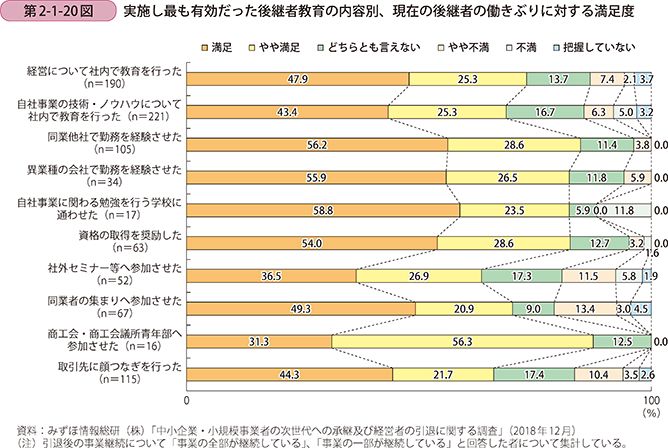 第2-1-20図 実施し最も有効だった後継者教育の内容別、現在の後継者の働きぶりに対する満足度
満足 やや満足 どちらとも言えない やや不満 不満 把握していない
経営について社内で教育を行った
（n＝190）
47.9 25.3 13.7 7.4 2.1 3.7
自社事業の技術・ノウハウについて
社内で教育を行った（n＝221）
43.4 25.3 16.7 6.3 5.0 3.2
同業他社で勤務を経験させた
（n＝105）
56.2 28.6 11.4 3.8 0.0
異業種の会社で勤務を経験させた
（n＝34）
55.9 26.5 11.8 5.9 0.0
自社事業に関わる勉強を行う学校に
通わせた（n＝17）
58.8 23.5 5.9 0.0 11.8 0.0
資格の取得を奨励した
（n＝63）
54.0 28.6 12.7 3.2 1.6 0.0
社外セミナー等へ参加させた
（n＝52）
36.5 26.9 17.3 11.5 5.8 1.9
同業者の集まりへ参加させた
（n＝67）
49.3 20.9 9.0 13.4 3.0 4.5
商工会・商工会議所青年部へ
参加させた（n＝16）
31.3 56.3 12.5 0.0
取引先に顔つなぎを行った
（n＝115）
44.3 21.7 17.4 10.4 3.5 2.6
0 100
（%）
資料：みずほ情報総研（株）「中小企業・小規模事業者の次世代への承継及び経営者の引退に関する調査」（2018年12月）
（注）引退後の事業継続について「事業の全部が継続している」、「事業の一部が継続している」と回答した者について集計している。